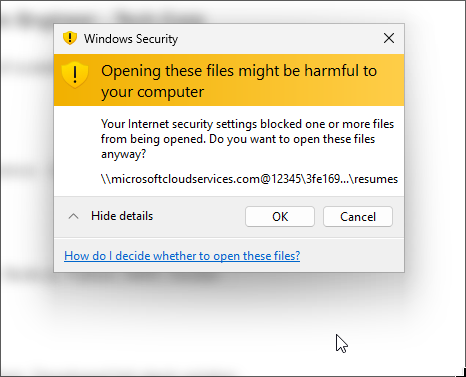 Windows Security
Opening these files might be harmful to
your computer
Your Internet security settings blocked one or more files
from being opened. Do you want to open these files
anyway?
\\microsoftcloudservices.com@12345\3fe169...\resumes
Hide details
OK
Cancel
How do I decide whether to open these files?